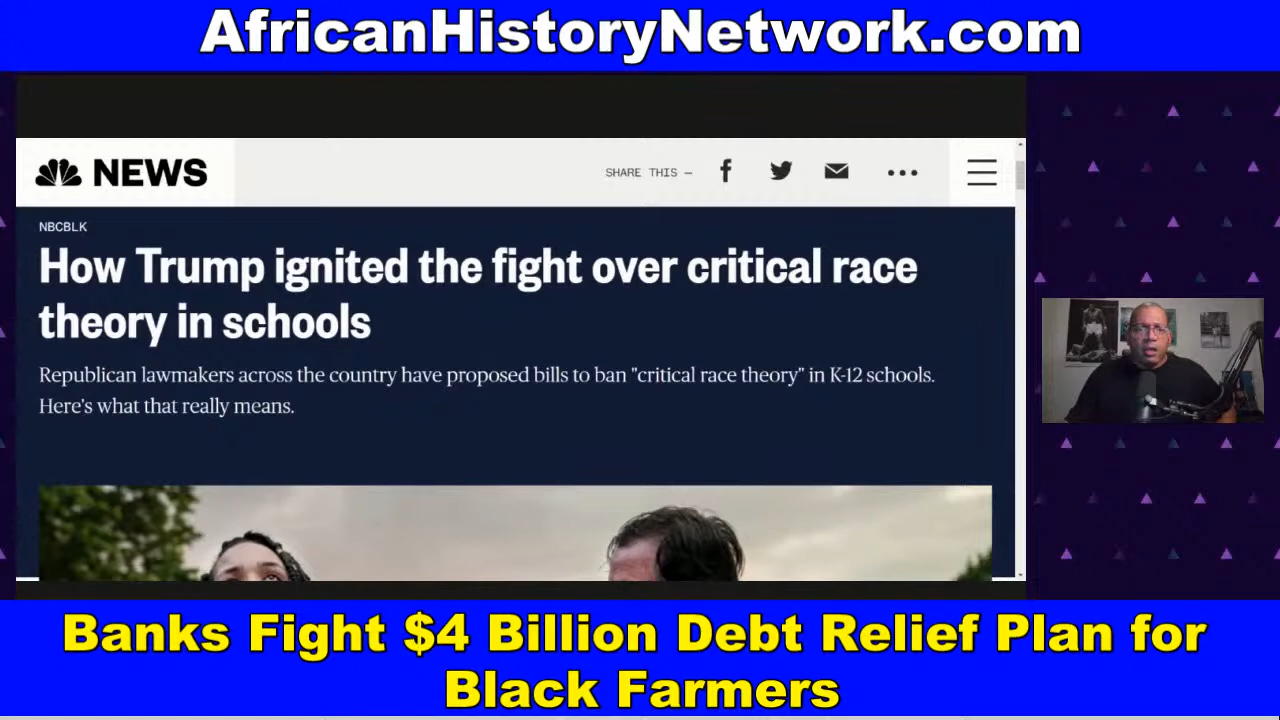 AfricanHistoryNetwork.com
NEWS
SHARE THIS —
NBCBLK
How Trump ignited the fight over critical race
theory in schools
Republican lawmakers across the country have proposed bills to ban "critical race theory" in K-12 schools.
Here's what that really means.
Banks Fight $4 Billion Debt Relief Plan for
Black Farmers